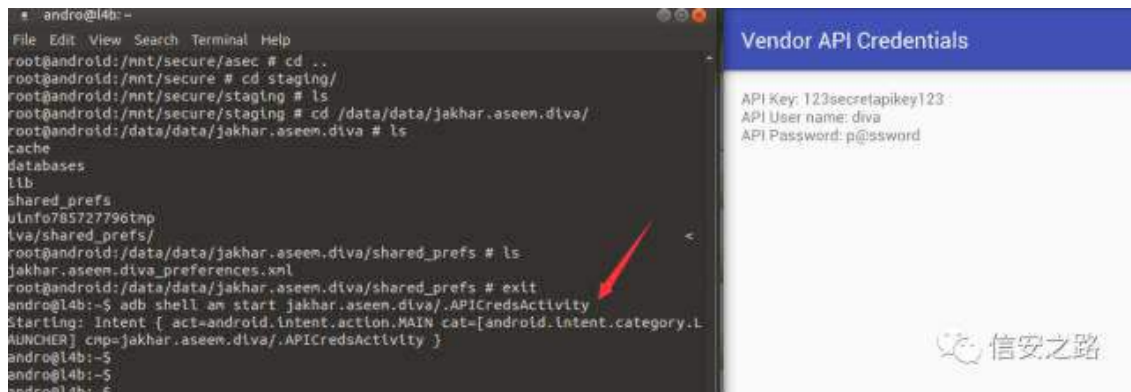 andro@l4b: ~
File Edit View Search Terminal Help
root@android:/mnt/secure/asec # cd ..
root@android:/mnt/secure # cd staging/
root@android:/mnt/secure/staging # ls
root@android:/mnt/secure/staging # cd /data/data/jakhar.aseem.diva/
root@android:/data/data/jakhar.aseem.diva # ls
cache
databases
lib
shared_prefs
uinfo785727796tmp
iva/shared_prefs/ <
root@android:/data/data/jakhar.aseem.diva/shared_prefs # ls
jakhar.aseem.diva_preferences.xml
root@android:/data/data/jakhar.aseem.diva/shared_prefs # exit
andro@l4b:~$ adb shell am start jakhar.aseem.diva/.APICredsActivity
Starting: Intent { act=android.intent.action.MAIN cat=[android.intent.category.L
AUNCHER] cmp=jakhar.aseem.diva/.APICredsActivity }
andro@l4b:~$
andro@l4b:~$
andro@l4b:~$
Vendor API Credentials
API Key: 123secretapikey123
API User name: diva
API Password: p@ssword
信安之路